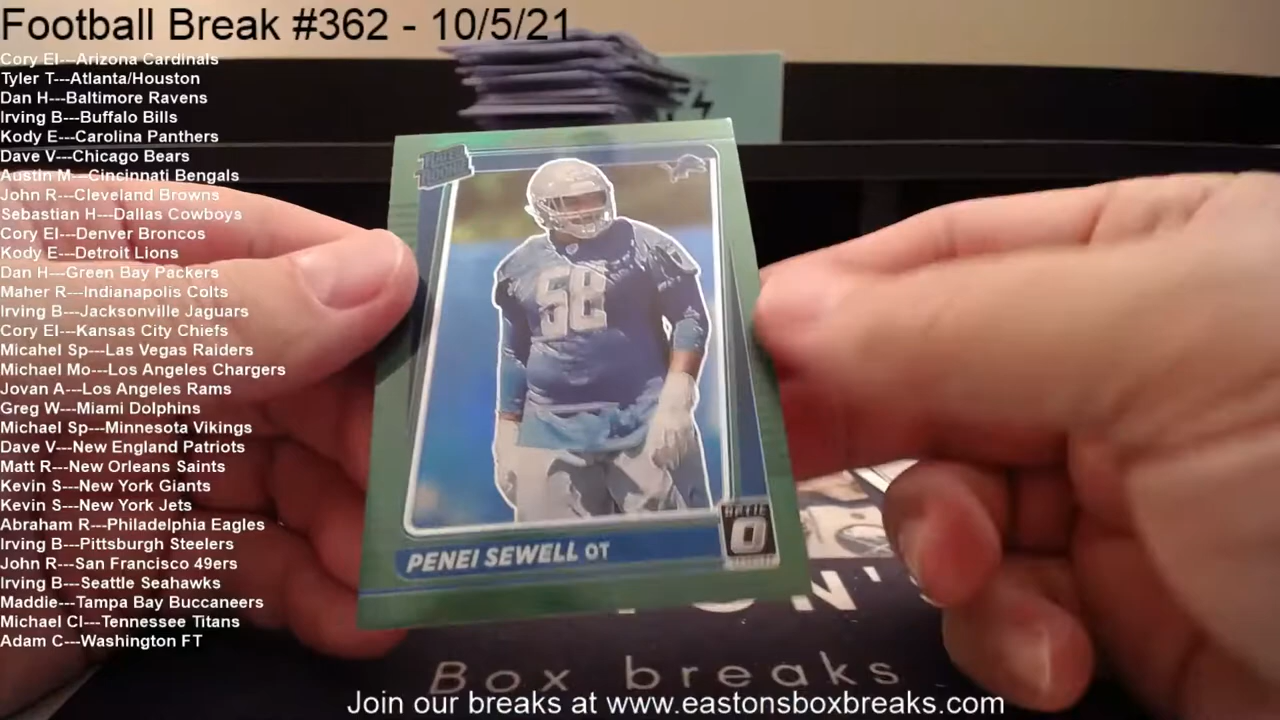 Football Break #362 - 10/5/21
Cory El---Arizona Cardinals
Tyler T---Atlanta/Houston
Dan H---Baltimore Ravens
Irving B---Buffalo Bills
Kody E---Carolina Panthers
Dave V---Chicago Bears
Austin M---Cincinnati Bengals
John R---Cleveland Browns
Sebastian H---Dallas Cowboys
Cory El---Denver Broncos
Kody E---Detroit Lions
Dan H---Green Bay Packers
Maher R---Indianapolis Colts
Irving B---Jacksonville Jaguars
Cory El---Kansas City Chiefs
Micahel Sp---Las Vegas Raiders
Michael Mo---Los Angeles Chargers
Jovan A---Los Angeles Rams
Greg W---Miami Dolphins
Michael Sp---Minnesota Vikings
Dave V---New England Patriots
Matt R---New Orleans Saints
Kevin S---New York Giants
Kevin S---New York Jets
Abraham R---Philadelphia Eagles
Irving B---Pittsburgh Steelers
John R---San Francisco 49ers
Irving B---Seattle Seahawks
Maddie---Tampa Bay Buccaneers
Michael Cl---Tennessee Titans
Adam C---Washington FT
RATED
ROOKIE
58
OPTIC
PENEI SEWELL OT
Box breaks
Join our breaks at www.eastonsboxbreaks.com